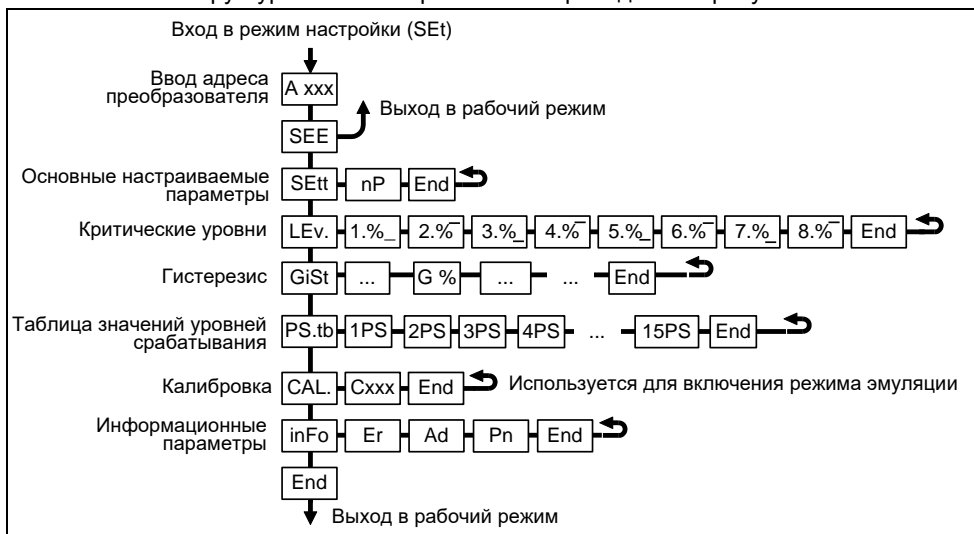 Вход в режим настройки (SEt)
Ввод адреса
преобразователя
A xxx
Выход в рабочий режим
SEE
Основные настраиваемые
параметры
SEtt nP End
Критические уровни LEv. 1.%_ 2.%¯ 3.%_ 4.%¯ 5.%_ 6.%¯ 7.%_ 8.%¯ End
Гистерезис GiSt ... G % ... ... End
Таблица значений уровней
срабатывания
PS.tb 1PS 2PS 3PS 4PS ... 15PS End
Калибровка CAL. Cxxx End Используется для включения режима эмуляции
Информационные
параметры
inFo Er Ad Pn End
End
Выход в рабочий режим